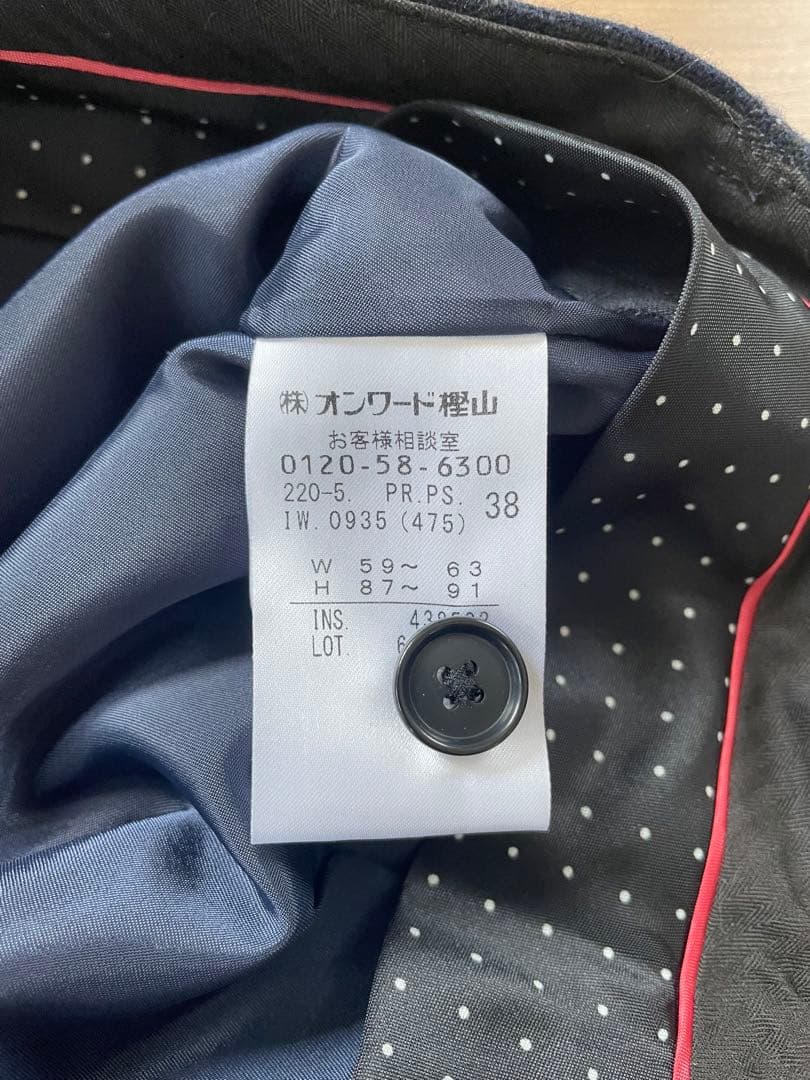 ㈱オンワード樫山
お客様相談室
0120-58-6300
220-5. PR.PS. 38
IW.0935(475)
W 59～ 63
H 87～ 91
INS.
LOT.